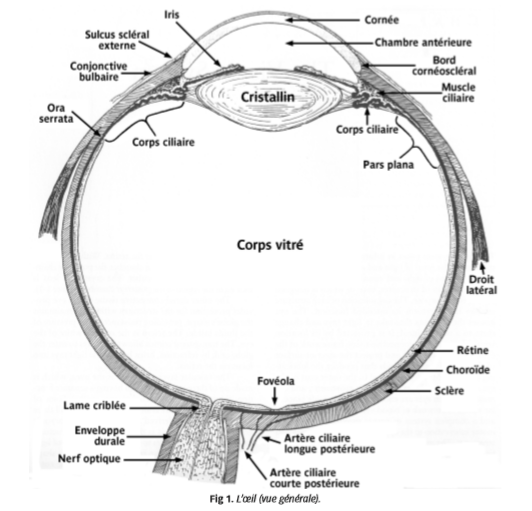 Iris
Cornée
Sulcus scléral
externe
Chambre antérieure
Conjonctive
bulbaire
Bord
cornéoscléral
Cristallin
Muscle
ciliaire
Ora
serrata
Corps ciliaire
Corps ciliaire
Pars plana
Corps vitré
Droit
latéral
Rétine
Choroïde
Fovéola
Sclère
Lame criblée
Enveloppe
durale
Artère ciliaire
longue postérieure
Nerf optique
Artère ciliaire
courte postérieure
Fig 1. L'œil (vue générale).